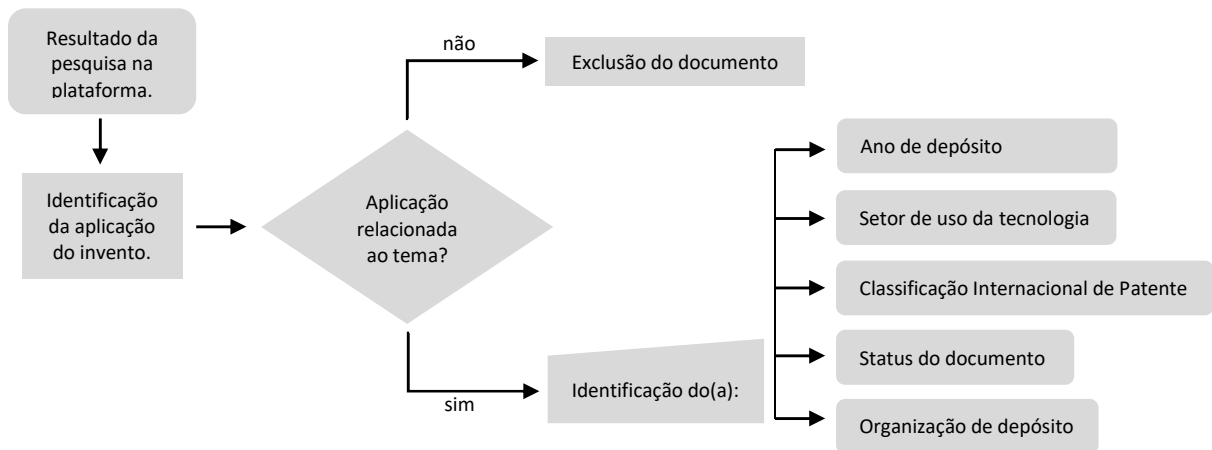 Resultado da
pesquisa na
plataforma.
Identificação
da aplicação
do invento.
Aplicação
relacionada
ao tema?
não
Exclusão do documento
sim
Identificação do(a):
Ano de depósito
Setor de uso da tecnologia
Classificação Internacional de Patente
Status do documento
Organização de depósito